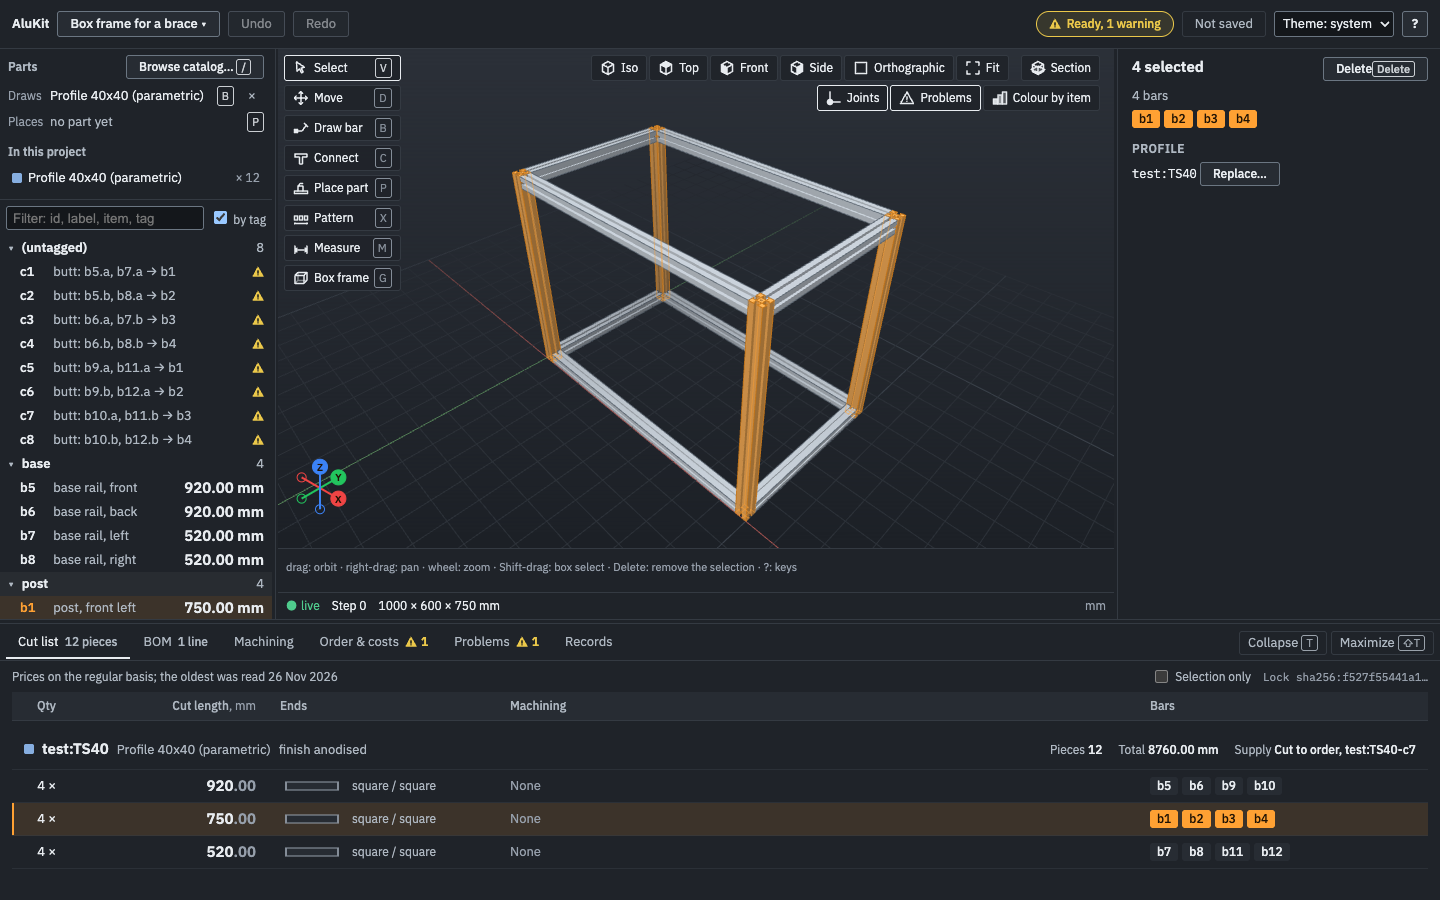 AluKit Box frame for a brace ▾ Undo Redo Ready, 1 warning Not saved Theme: system ?
Parts Browse catalog... /
Draws Profile 40x40 (parametric) B ×
Places no part yet P
In this project
Profile 40x40 (parametric) × 12
Filter: id, label, item, tag by tag
▾ (untagged) 8
c1 butt: b5.a, b7.a → b1
c2 butt: b5.b, b8.a → b2
c3 butt: b6.a, b7.b → b3
c4 butt: b6.b, b8.b → b4
c5 butt: b9.a, b11.a → b1
c6 butt: b9.b, b12.a → b2
c7 butt: b10.a, b11.b → b3
c8 butt: b10.b, b12.b → b4
▾ base 4
b5 base rail, front 920.00 mm
b6 base rail, back 920.00 mm
b7 base rail, left 520.00 mm
b8 base rail, right 520.00 mm
▾ post 4
b1 post, front left 750.00 mm
Select V
Move D
Draw bar B
Connect C
Place part P
Pattern X
Measure M
Box frame G
Iso Top Front Side Orthographic Fit Section
Joints Problems Colour by item
Z
Y
X
drag: orbit · right-drag: pan · wheel: zoom · Shift-drag: box select · Delete: remove the selection · ?: keys
live Step 0 1000 × 600 × 750 mm mm
4 selected Delete Delete
4 bars
b1 b2 b3 b4
PROFILE
test:TS40 Replace...
Cut list 12 pieces BOM 1 line Machining Order & costs 1 Problems 1 Records Collapse T Maximize ⇧T
Prices on the regular basis; the oldest was read 26 Nov 2026 Selection only Lock sha256:f527f55441a1…
Qty Cut length, mm Ends Machining Bars
test:TS40 Profile 40x40 (parametric) finish anodised Pieces 12 Total 8760.00 mm Supply Cut to order, test:TS40-c7
4 × 920.00 square / square None b5 b6 b9 b10
4 × 750.00 square / square None b1 b2 b3 b4
4 × 520.00 square / square None b7 b8 b11 b12